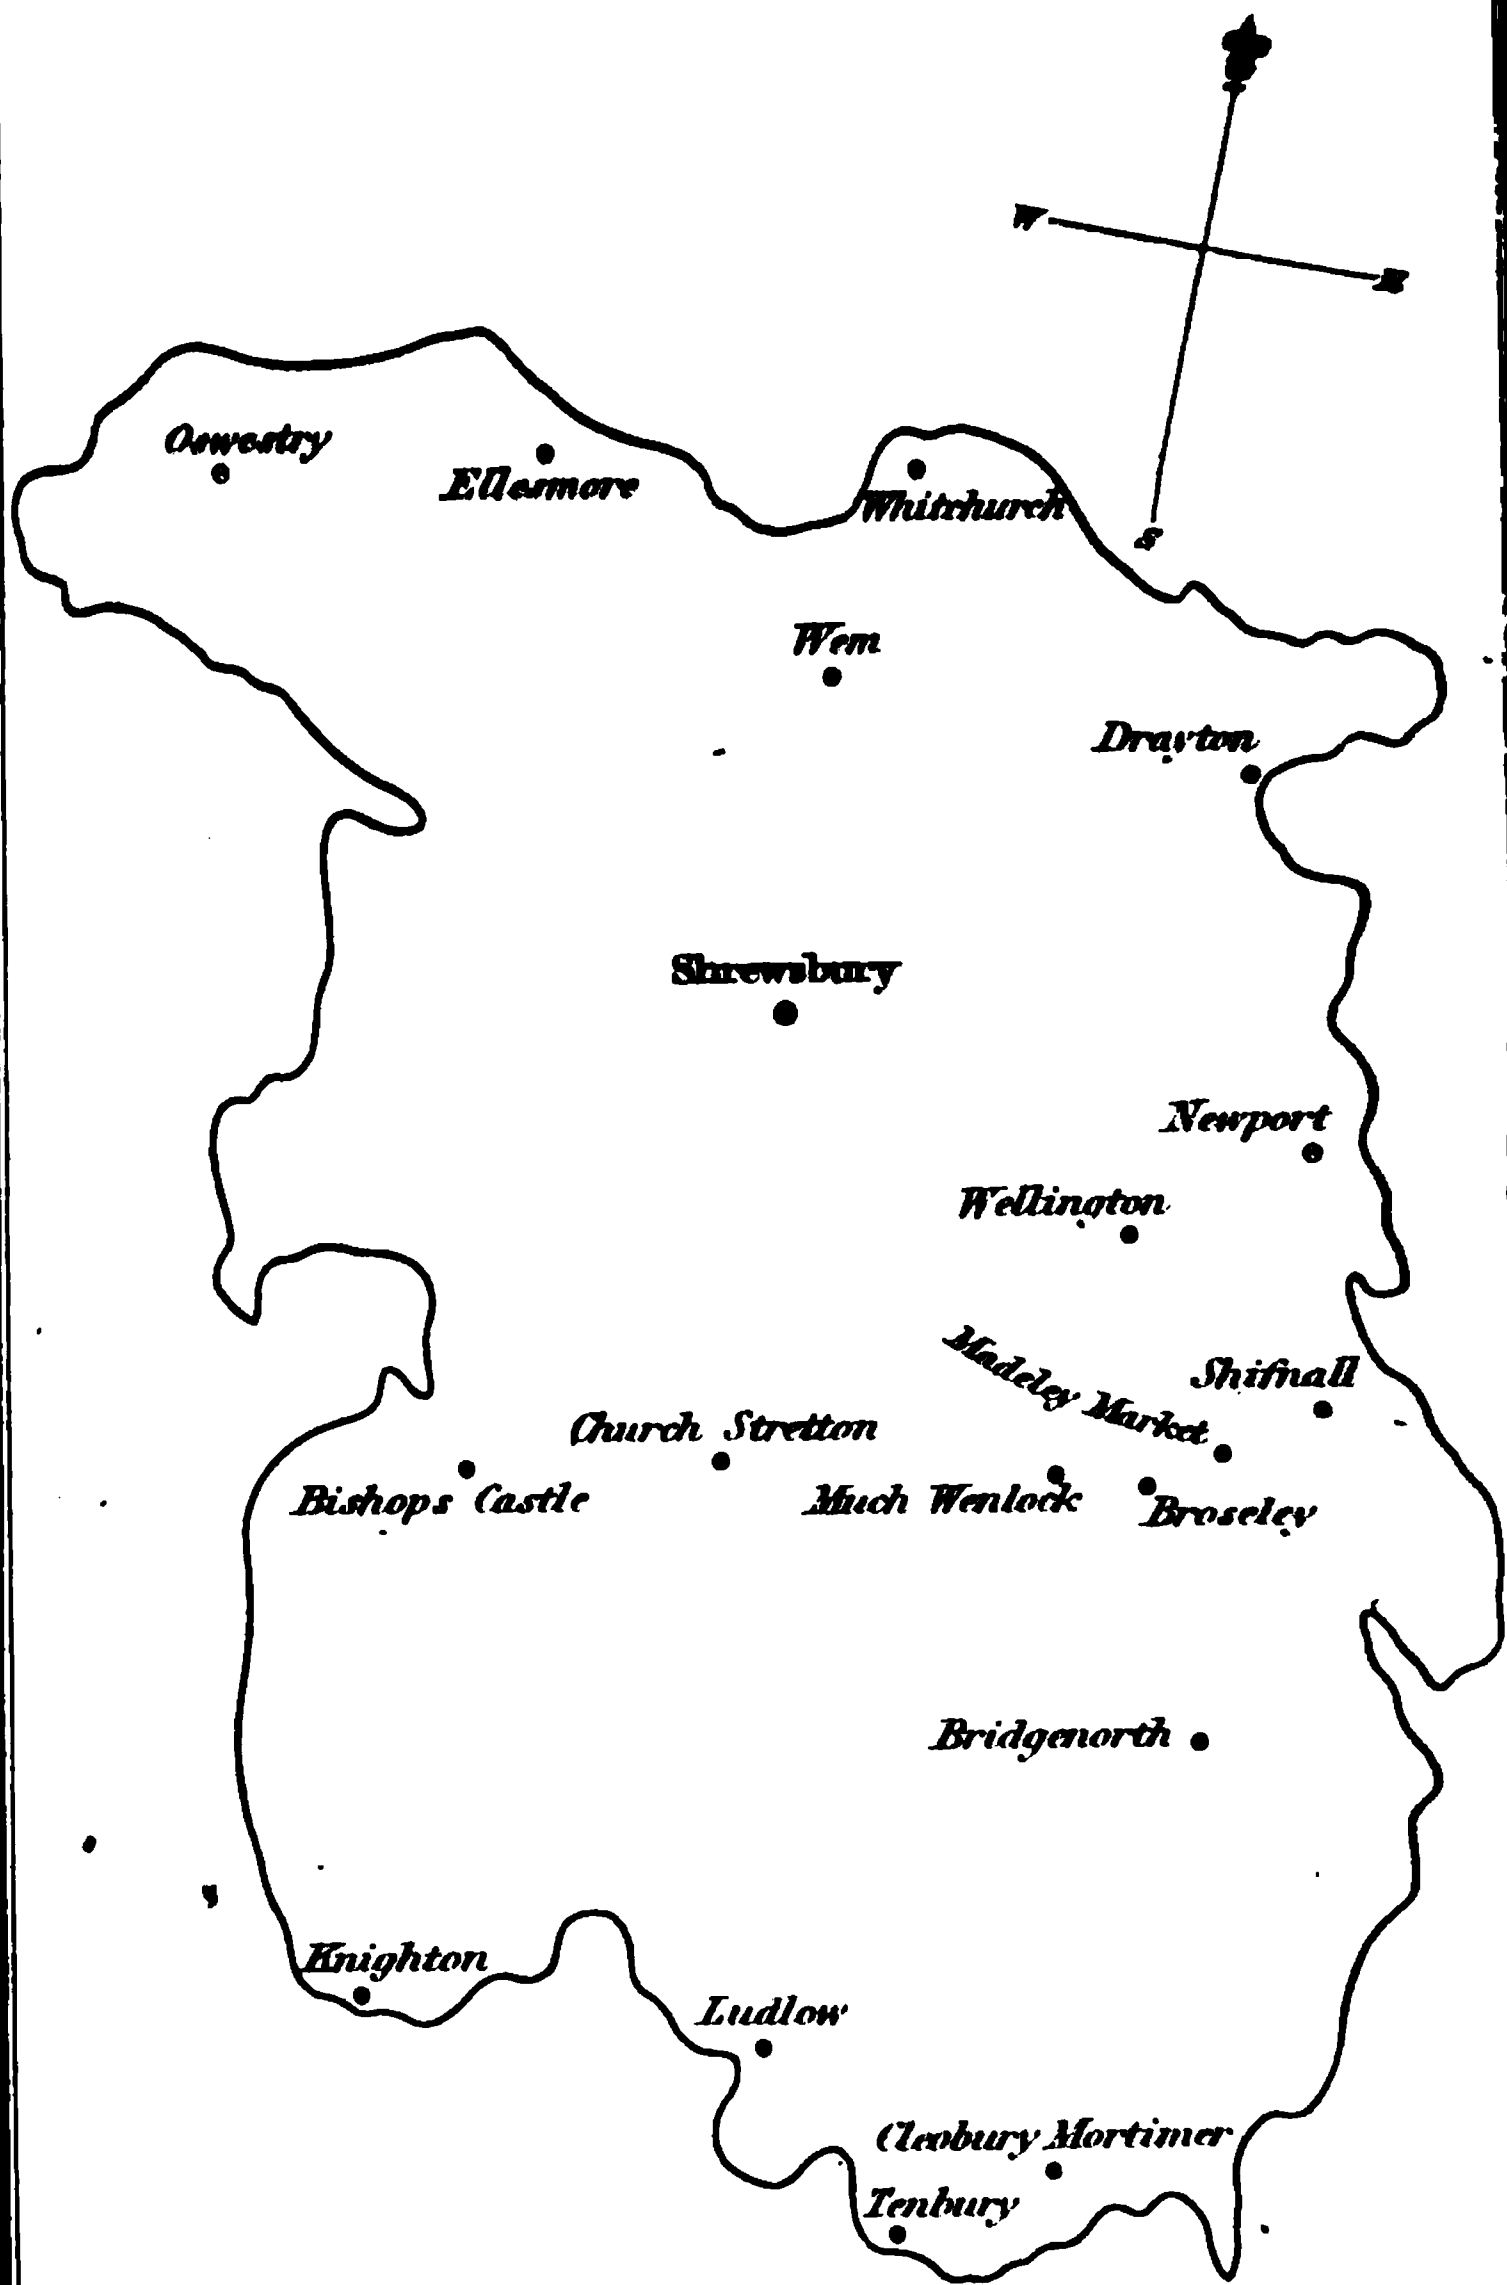 W
E
S
Oswestry
Ellesmore
Whitchurch
Wem
Drayton
Shrewsbury
Newport
Wellington
Madeley Market
Shifnall
Church Stretton
Bishops Castle
Much Wenlock
Broseley
Bridgenorth
Knighton
Ludlow
Cleobury Mortimer
Tenbury